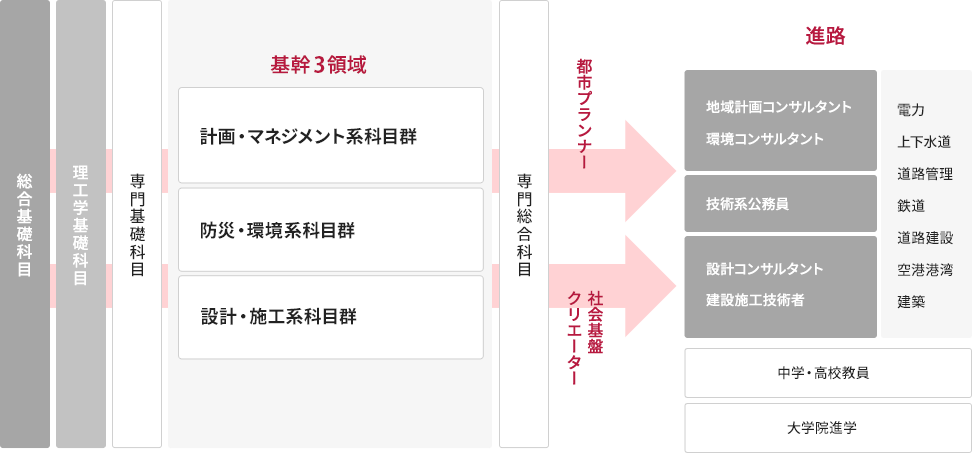 総合基礎科目
理工学基礎科目
専門基礎科目
基幹3領域
計画・マネジメント系科目群
防災・環境系科目群
設計・施工系科目群
専門総合科目
都市プランナー
社会基盤
クリエーター
進路
地域計画コンサルタント
環境コンサルタント
技術系公務員
設計コンサルタント
建設施工技術者
電力
上下水道
道路管理
鉄道
道路建設
空港港湾
建築
中学・高校教員
大学院進学